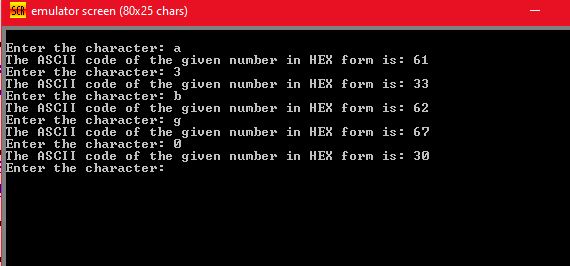 SCR emulator screen (80x25 chars)
Enter the character: a
The ASCII code of the given number in HEX form is: 61
Enter the character: 3
The ASCII code of the given number in HEX form is: 33
Enter the character: b
The ASCII code of the given number in HEX form is: 62
Enter the character: g
The ASCII code of the given number in HEX form is: 67
Enter the character: 0
The ASCII code of the given number in HEX form is: 30
Enter the character: